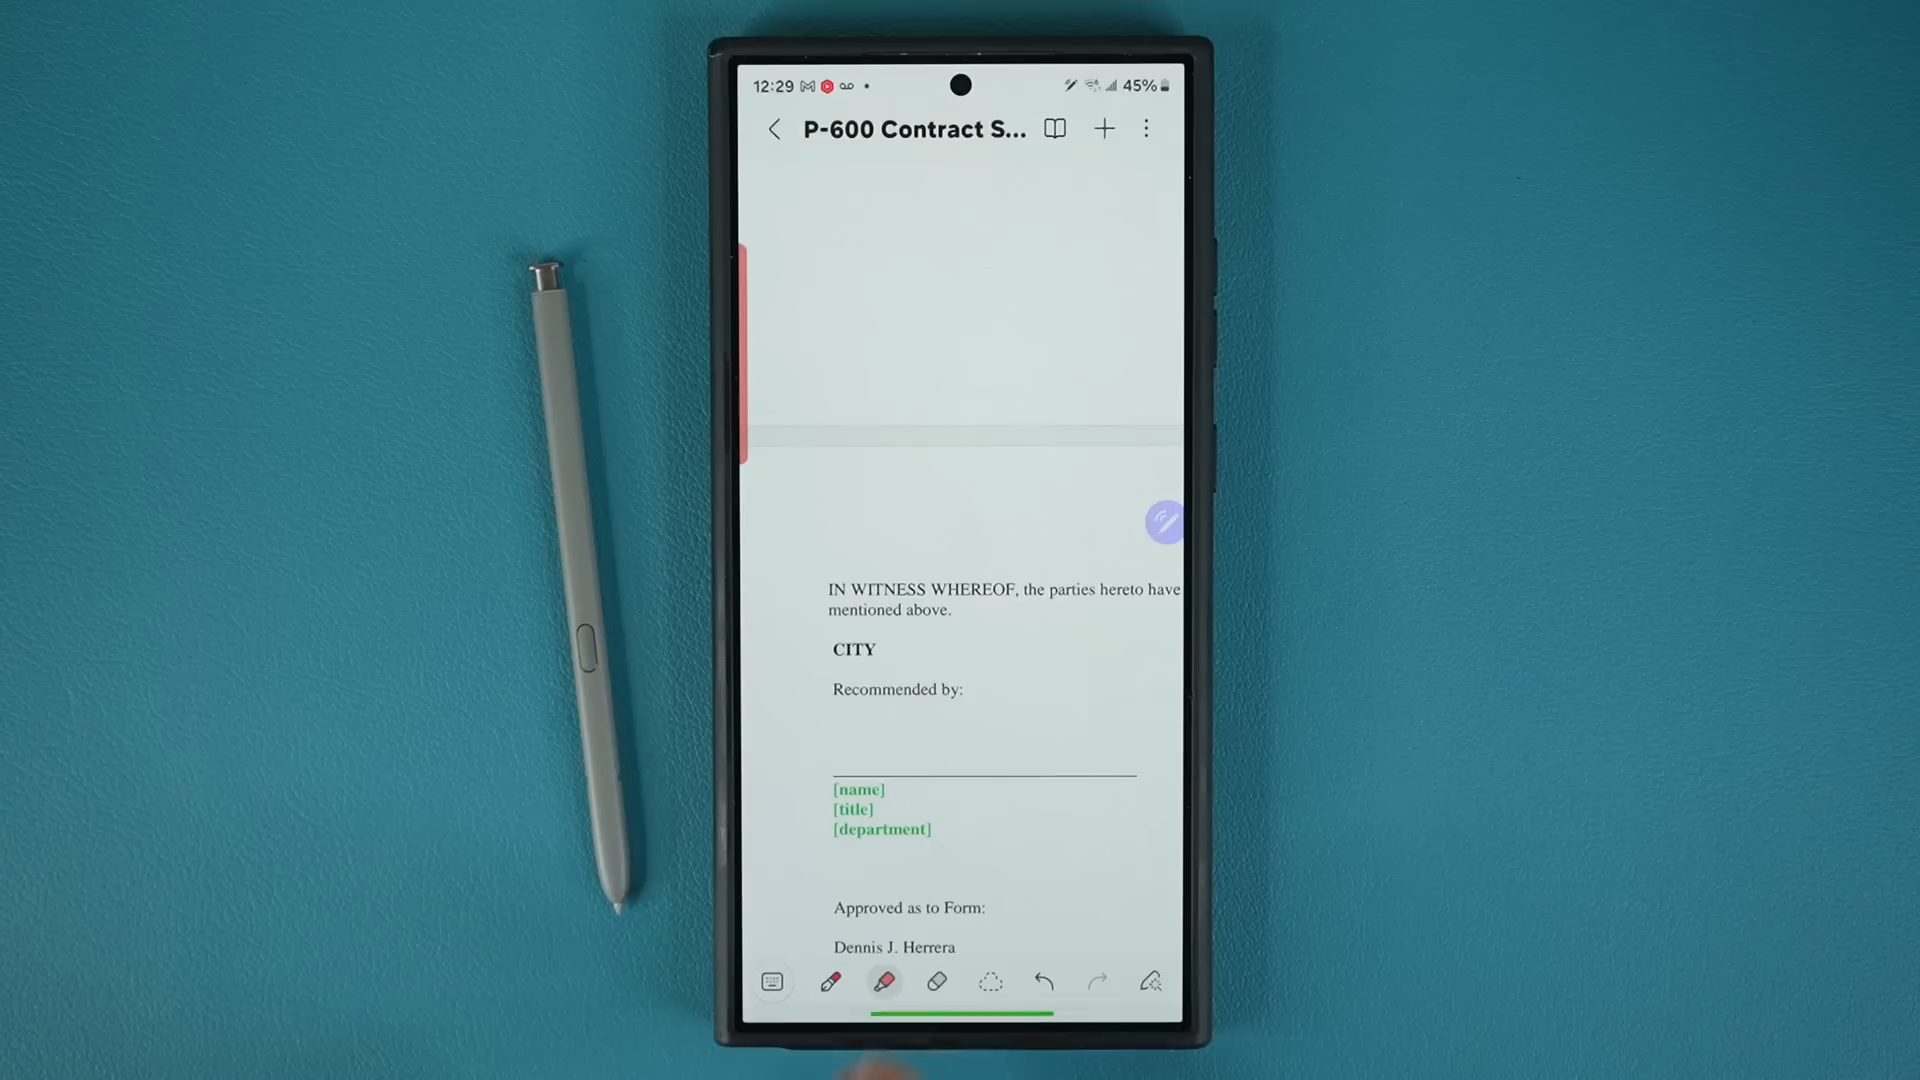 12:29
45%
P-600 Contract S...
IN WITNESS WHEREOF, the parties hereto have
mentioned above.
CITY
Recommended by:
[name]
[title]
[department]
Approved as to Form:
Dennis J. Herrera